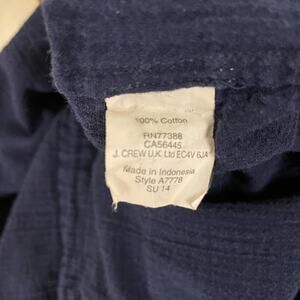 100% Cotton
RN77388
CA56445
J. CREW U.K. Ltd EC4V 6JA
Made in Indonesia
Style A7778
SU 14